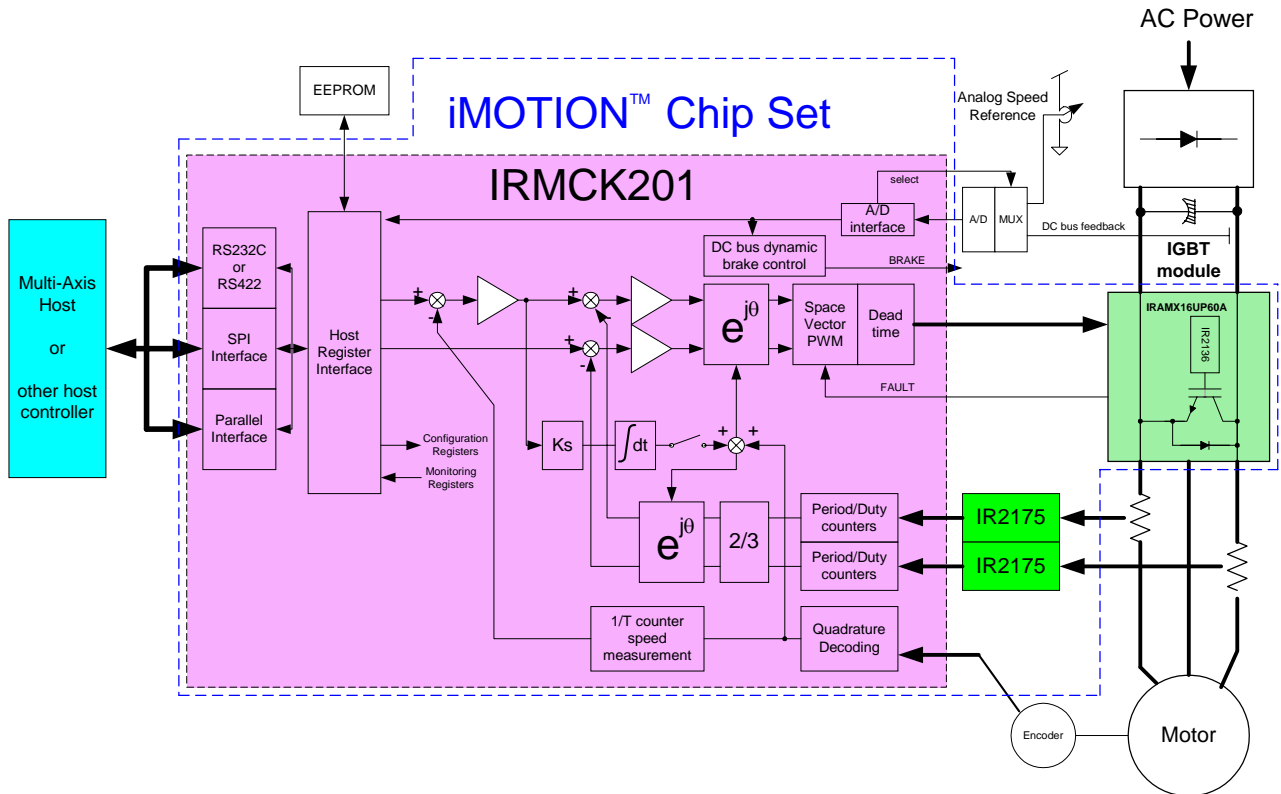 AC Power
EEPROM
iMOTION™ Chip Set
Analog Speed
Reference
IRMCK201
select
A/D
interface
A/D
MUX
DC bus feedback
IGBT
module
RS232C
or
RS422
DC bus dynamic
brake control
BRAKE
Multi-Axis
Host
or
other host
controller
SPI
Interface
Parallel
Interface
Host
Register
Interface
+
-
+
-
+
-
e^jθ
Space
Vector
PWM
Dead
time
IRAMX16UP60A
IR2136
FAULT
Configuration
Registers
Monitoring
Registers
Ks
∫dt
+
+
+
e^jθ
2/3
Period/Duty
counters
IR2175
Period/Duty
counters
IR2175
1/T counter
speed
measurement
Quadrature
Decoding
Encoder
Motor